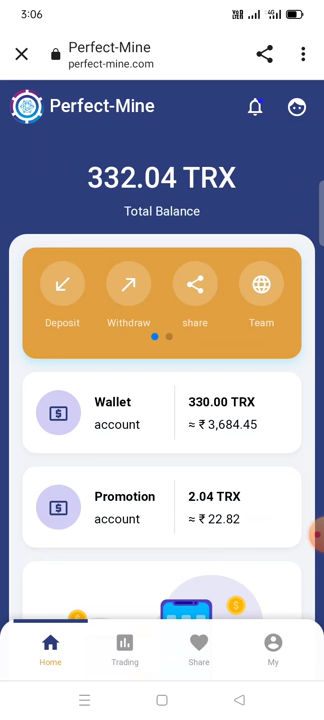 3:06
4G
Perfect-Mine
perfect-mine.com
Perfect-Mine
332.04 TRX
Total Balance
Deposit Withdraw share Team
Wallet 330.00 TRX
account ≈ ₹ 3,684.45
Promotion 2.04 TRX
account ≈ ₹ 22.82
Home Trading Share My